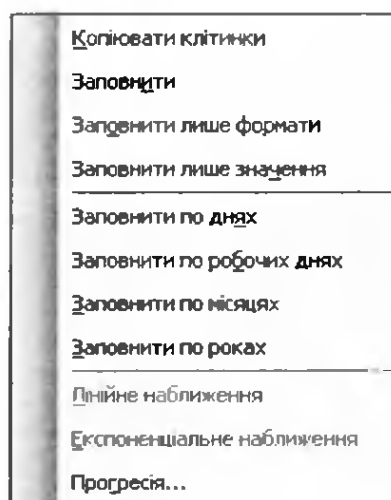 Копіювати клітинки
Заповнити
Заповнити лише формати
Заповнити лише значення
Заповнити по днях
Заповнити по робочих днях
Заповнити по місяцях
Заповнити по роках
Лінійне наближення
Експоненціальне наближення
Прогресія...